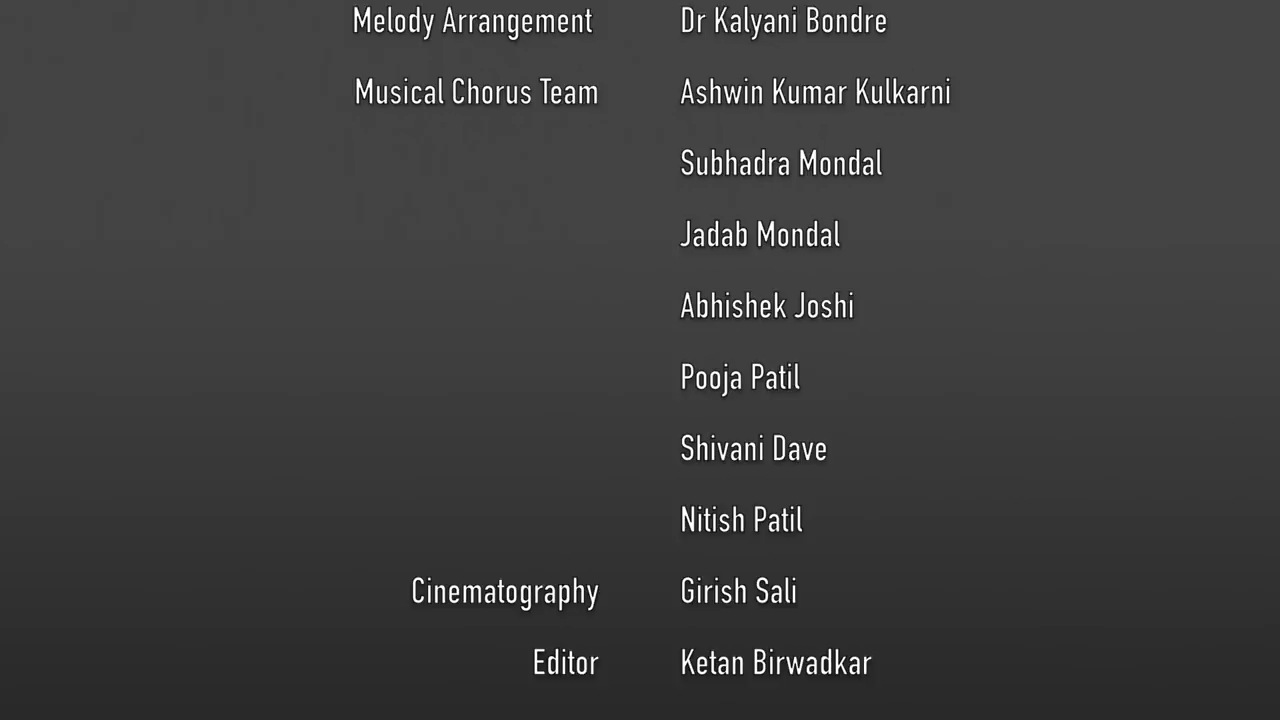 Melody Arrangement Dr Kalyani Bondre
Musical Chorus Team Ashwin Kumar Kulkarni
Subhadra Mondal
Jadab Mondal
Abhishek Joshi
Pooja Patil
Shivani Dave
Nitish Patil
Cinematography Girish Sali
Editor Ketan Birwadkar